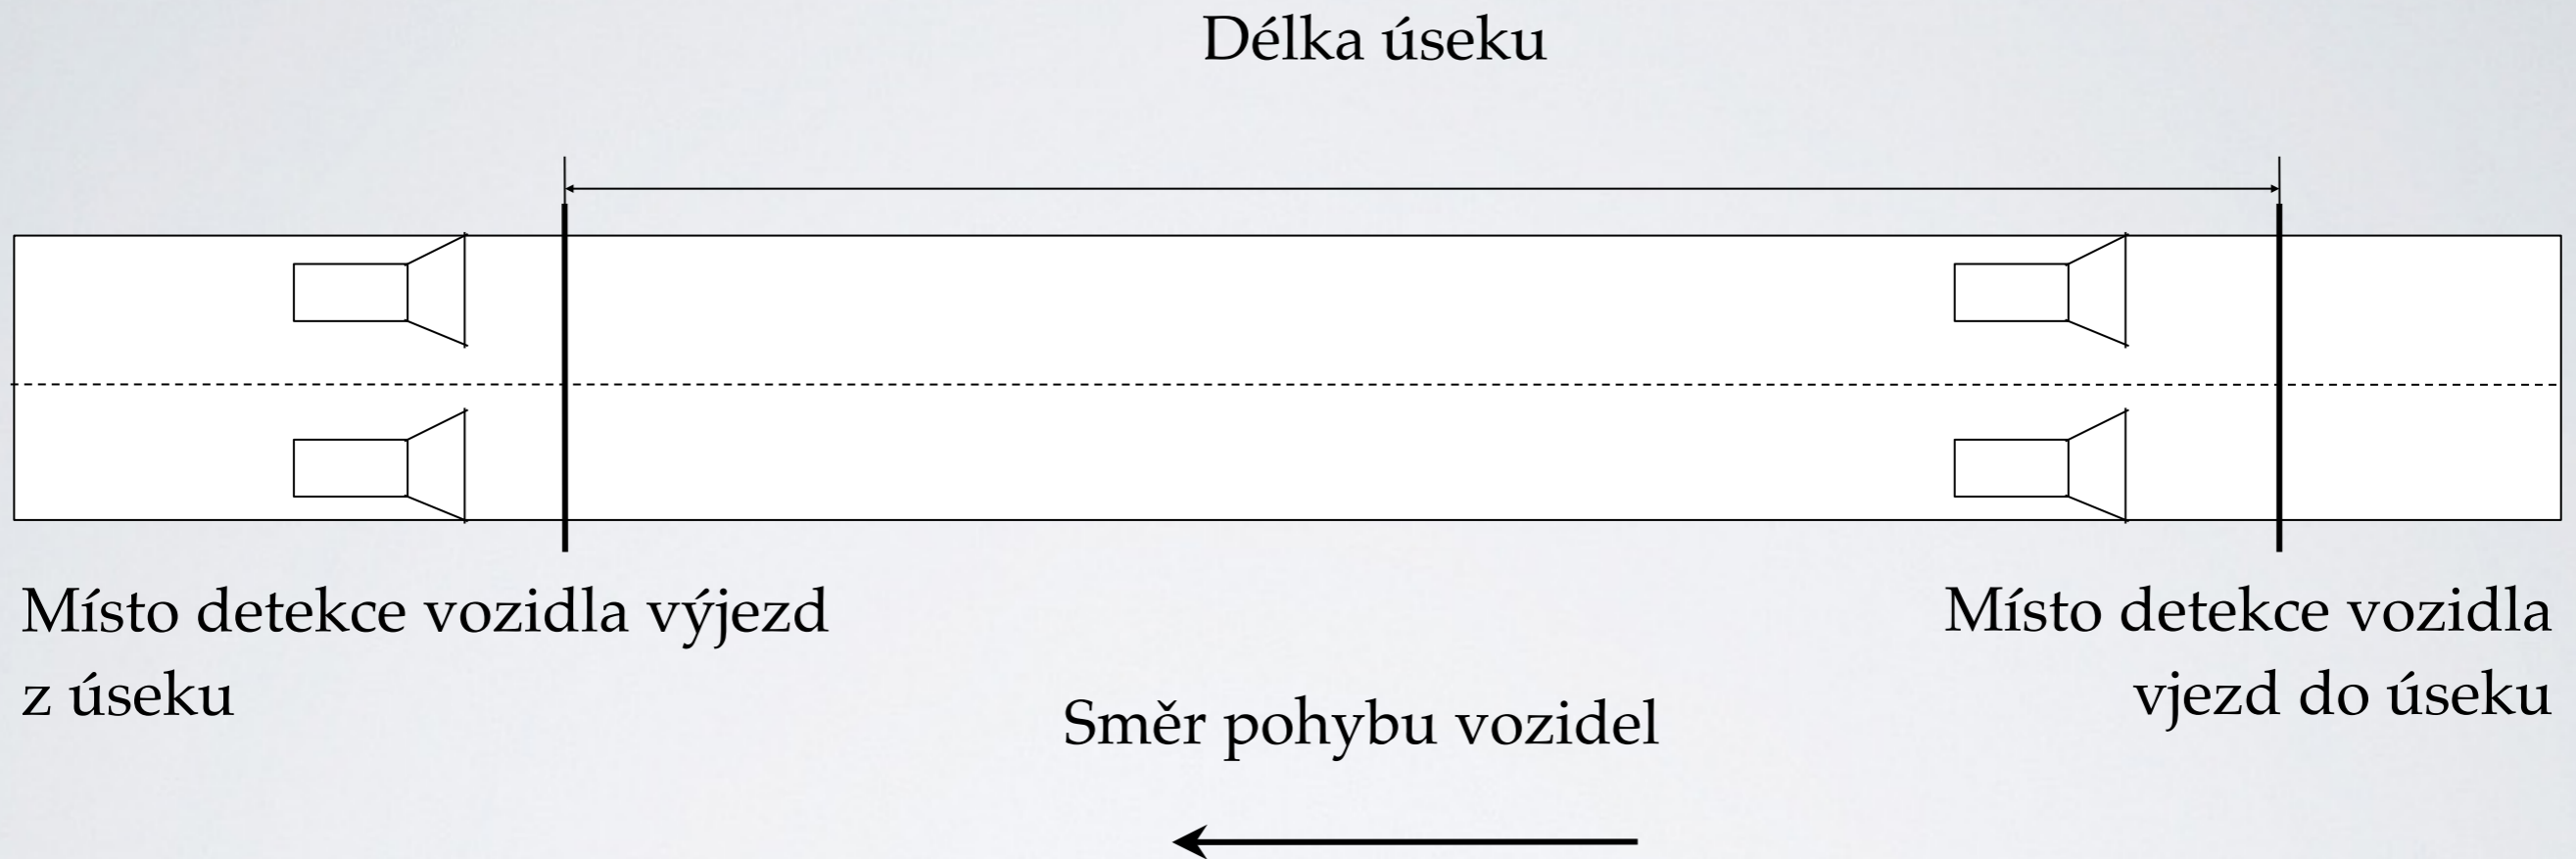 Délka úseku
Místo detekce vozidla výjezd
z úseku
Místo detekce vozidla
vjezd do úseku
Směr pohybu vozidel